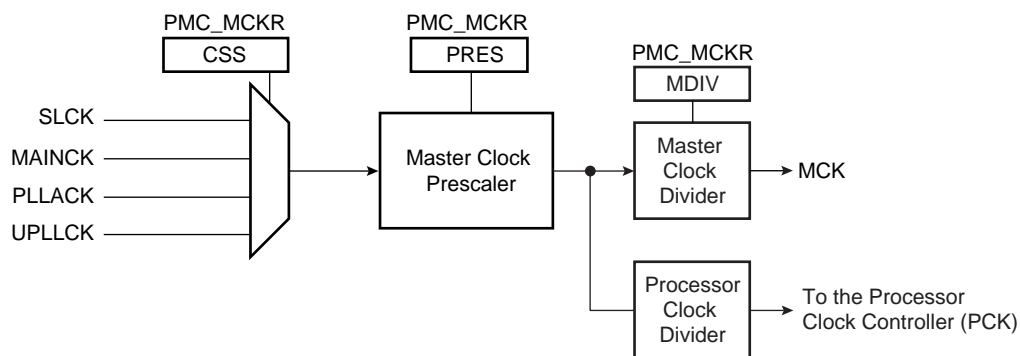 PMC_MCKR
CSS
PMC_MCKR
PRES
PMC_MCKR
MDIV
SLCK
MAINCK
PLLACK
UPLLCK
Master Clock
Prescaler
Master
Clock
Divider
MCK
Processor
Clock
Divider
To the Processor
Clock Controller (PCK)